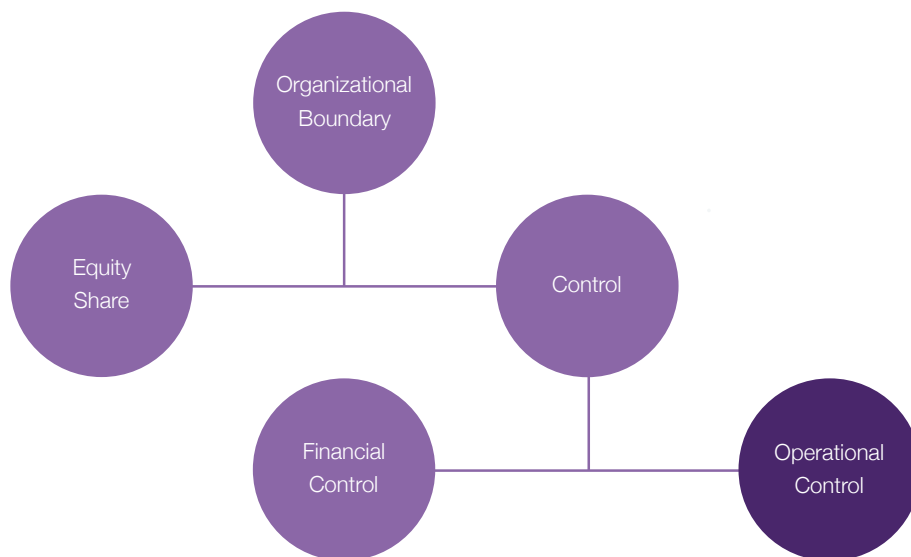 Organizational
Boundary
Equity
Share
Control
Financial
Control
Operational
Control